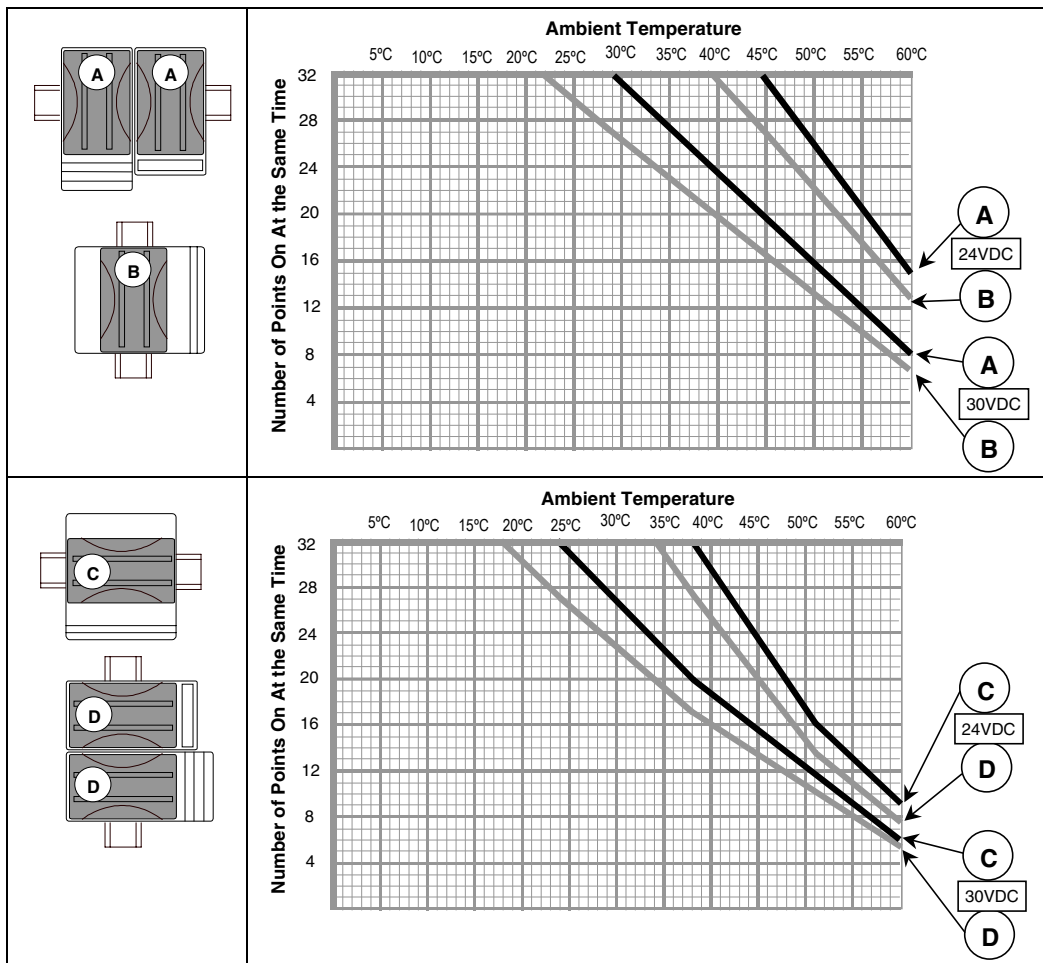 A A
B
Ambient Temperature
5ºC 10ºC 15ºC 20ºC 25ºC 30ºC 35ºC 40ºC 45ºC 50ºC 55ºC 60ºC
Number of Points On At the Same Time
32
28
24
20
16
12
8
4
A
24VDC
B
A
30VDC
B
C
D
D
Ambient Temperature
5ºC 10ºC 15ºC 20ºC 25ºC 30ºC 35ºC 40ºC 45ºC 50ºC 55ºC 60ºC
Number of Points On At the Same Time
32
28
24
20
16
12
8
4
C
24VDC
D
C
30VDC
D